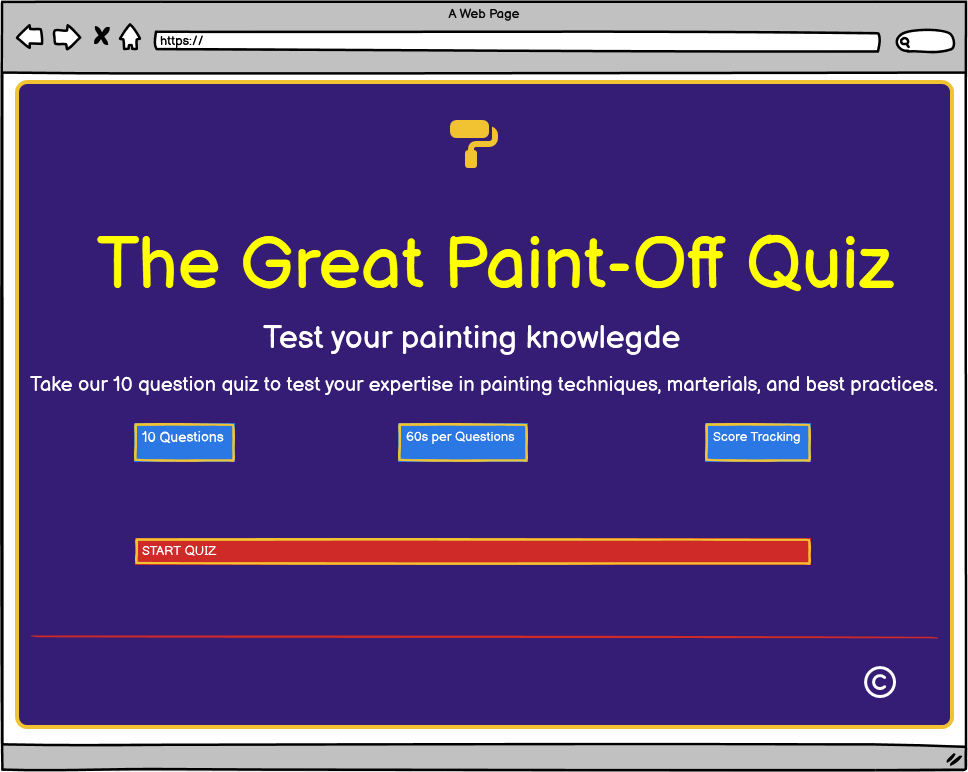 A Web Page
https://
The Great Paint-Off Quiz
Test your painting knowlegde
Take our 10 question quiz to test your expertise in painting techniques, marterials, and best practices.
10 Questions
60s per Questions
Score Tracking
START QUIZ
©